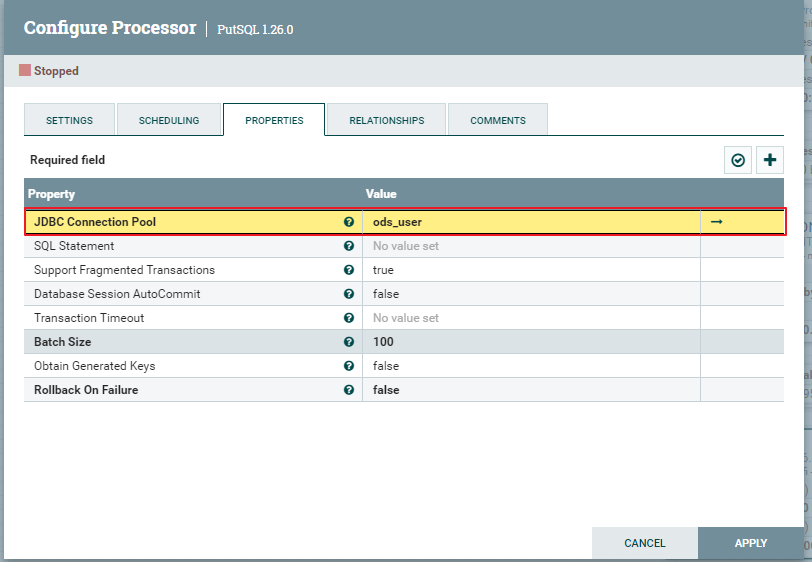 Configure Processor | PutSQL 1.26.0
Stopped
SETTINGS SCHEDULING PROPERTIES RELATIONSHIPS COMMENTS
Required field
Property Value
JDBC Connection Pool ods_user
SQL Statement No value set
Support Fragmented Transactions true
Database Session AutoCommit false
Transaction Timeout No value set
Batch Size 100
Obtain Generated Keys false
Rollback On Failure false
CANCEL APPLY